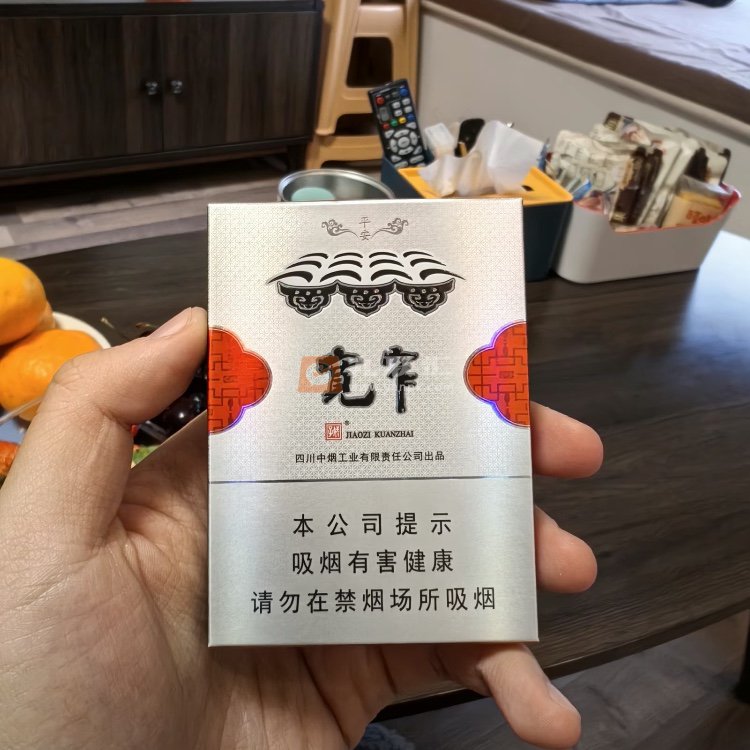 平
安
宽窄
JIAOZI KUANZHAI
四川中烟工业有限责任公司出品
本公司提示
吸烟有害健康
请勿在禁烟场所吸烟